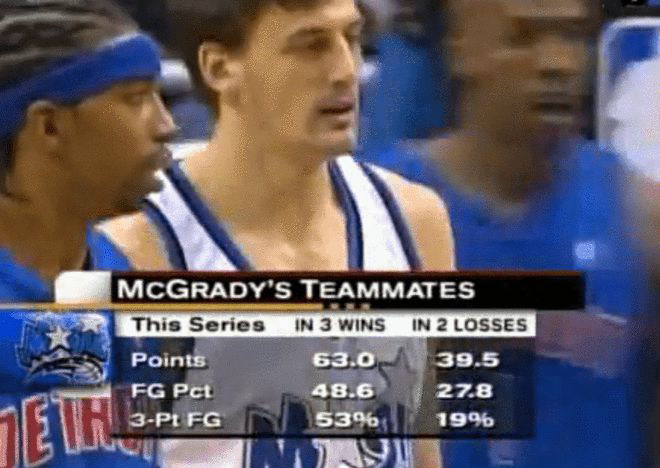 McGRADY'S TEAMMATES
This Series IN 3 WINS IN 2 LOSSES
Points 63.0 39.5
FG Pct 48.6 27.8
3-Pt FG 53% 19%